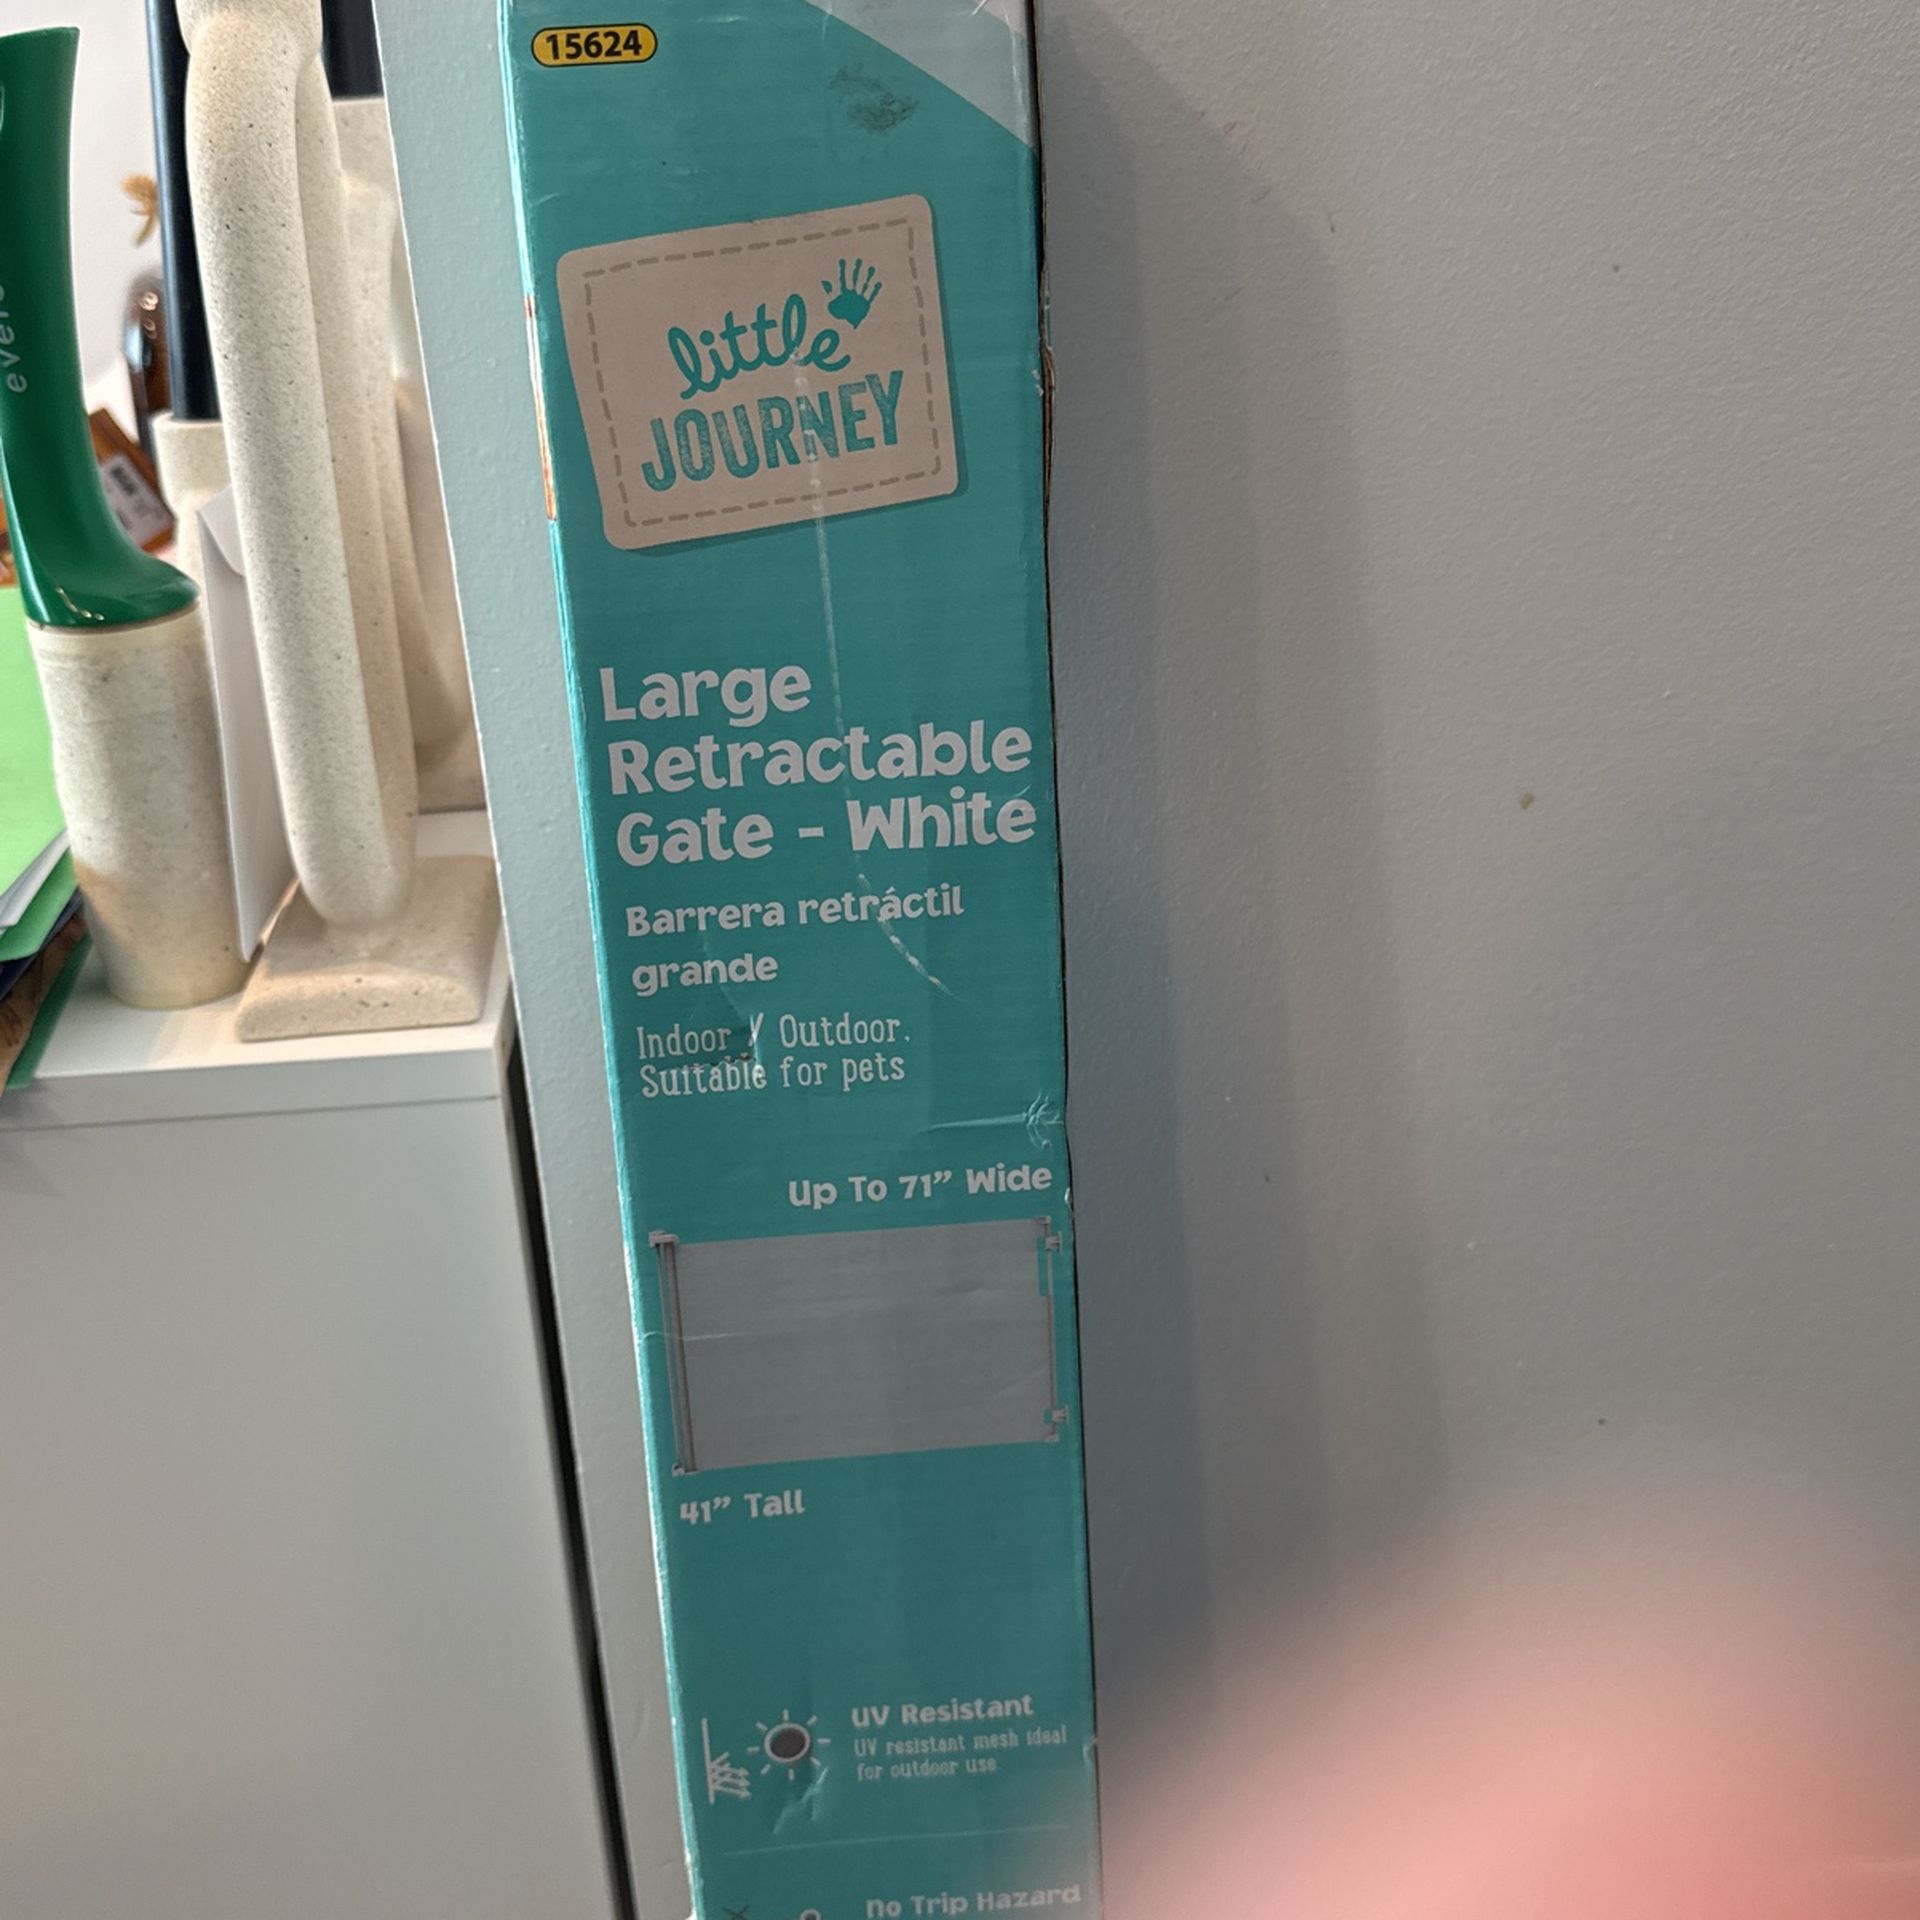 15624
little
JOURNEY
Large
Retractable
Gate - White
Barrera retráctil
grande
Indoor / Outdoor.
Suitable for pets
Up To 71" Wide
41" Tall
UV Resistant
UV resistant mesh ideal
for outdoor use
No Trip Hazard